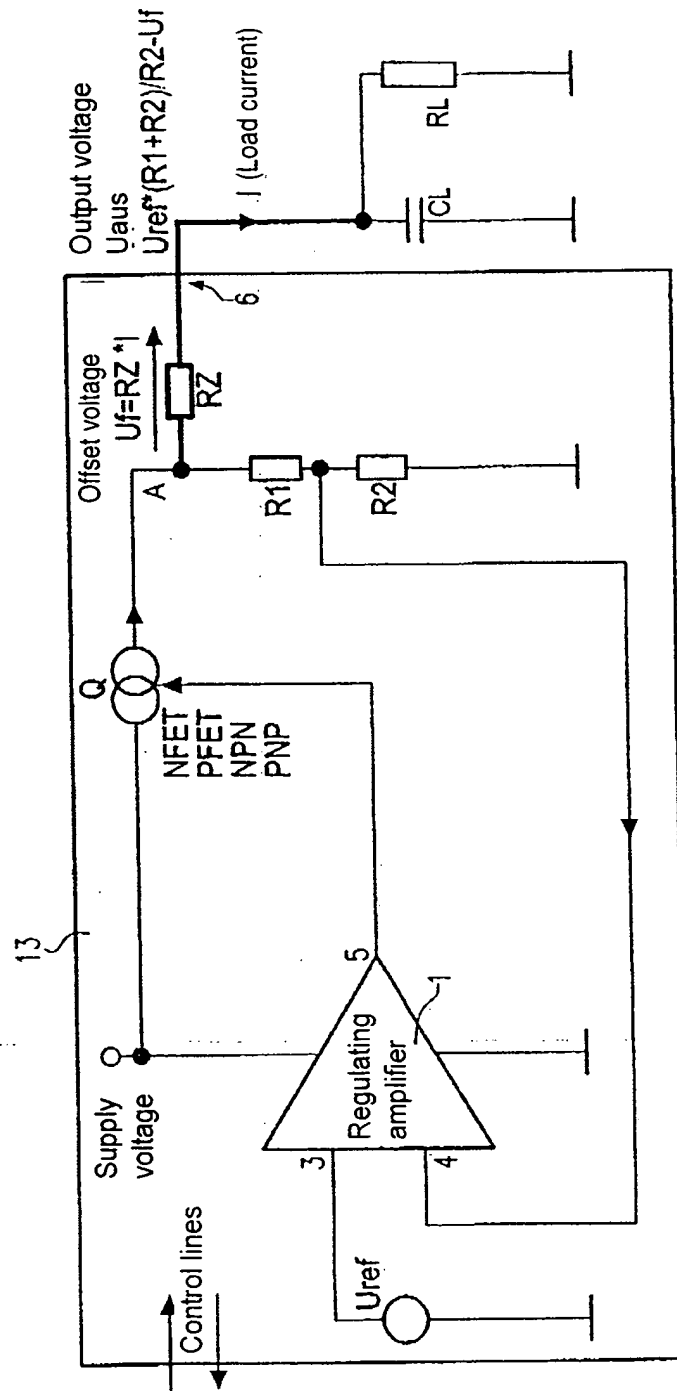 13
Control lines
Supply
voltage
Q
NFET
PFET
NPN
PNP
Offset voltage
Uf=RZ *I
A
RZ
6
Output voltage
Uaus
Uref*(R1+R2)/R2-Uf
I (Load current)
R1
R2
CL
RL
Regulating
amplifier
1
3
4
5
Uref